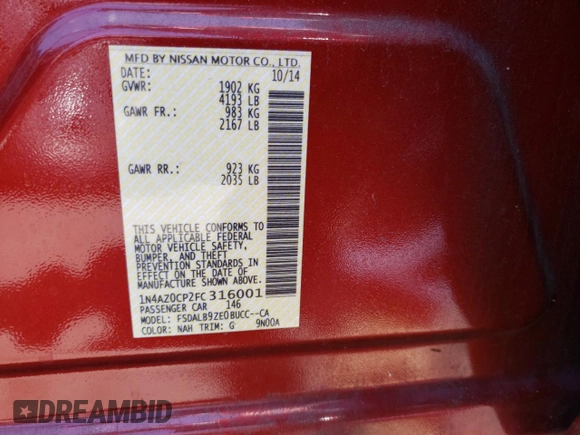 MFD BY NISSAN MOTOR CO., LTD.
DATE: 10/14
GVWR: 1902 KG
4193 LB
GAWR FR.: 983 KG
2167 LB
GAWR RR.: 923 KG
2035 LB
THIS VEHICLE CONFORMS TO
ALL APPLICABLE FEDERAL
MOTOR VEHICLE SAFETY,
BUMPER, AND THEFT
PREVENTION STANDARDS IN
EFFECT ON THE DATE OF
MANUFACTURE SHOWN ABOVE.
1N4AZ0CP2FC316001
PASSENGER CAR 146
MODEL: FSDALB9ZE0BUCC--CA
COLOR: NAH TRIM: G 9N00A
DREAMBID